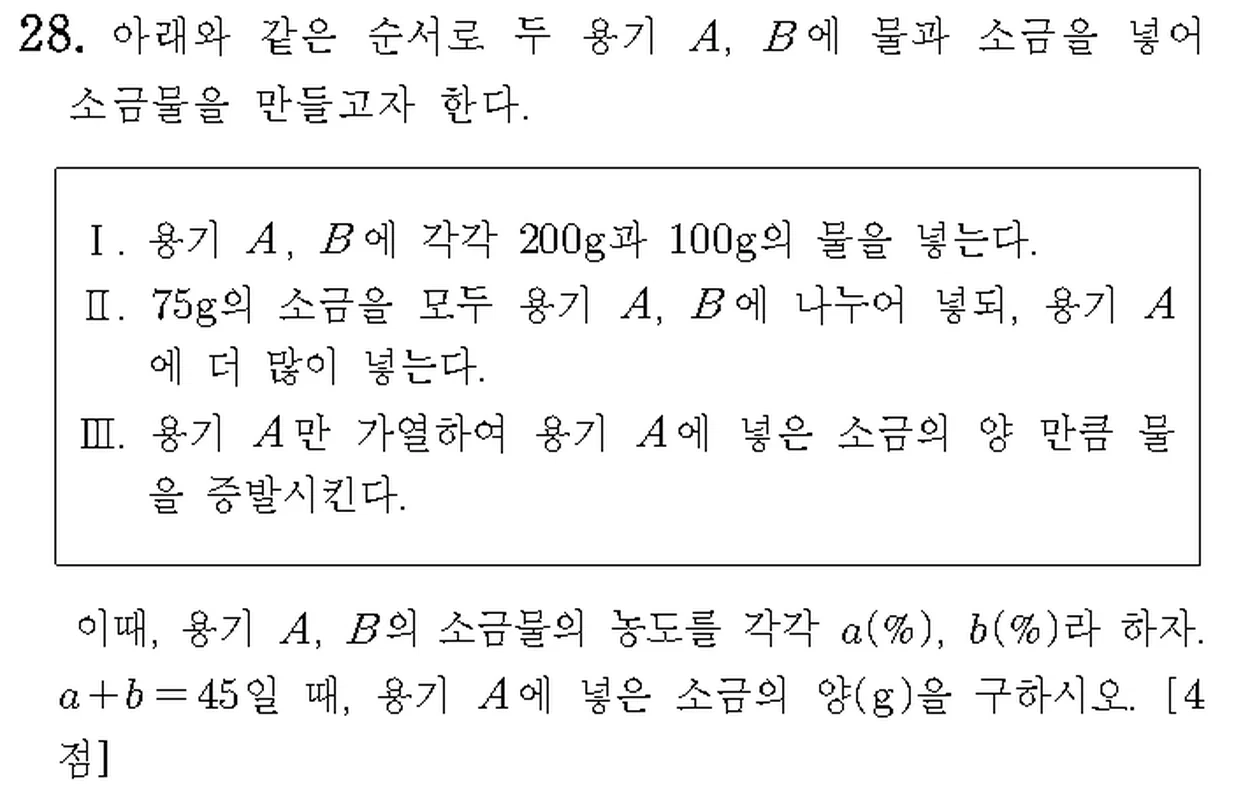 28. 아래와 같은 순서로 두 용기 A, B에 물과 소금을 넣어
소금물을 만들고자 한다.
Ⅰ. 용기 A, B에 각각 200g과 100g의 물을 넣는다.
Ⅱ. 75g의 소금을 모두 용기 A, B에 나누어 넣되, 용기 A
에 더 많이 넣는다.
Ⅲ. 용기 A만 가열하여 용기 A에 넣은 소금의 양 만큼 물
을 증발시킨다.
이때, 용기 A, B의 소금물의 농도를 각각 a(%), b(%)라 하자.
a+b=45일 때, 용기 A에 넣은 소금의 양(g)을 구하시오. [4
점]